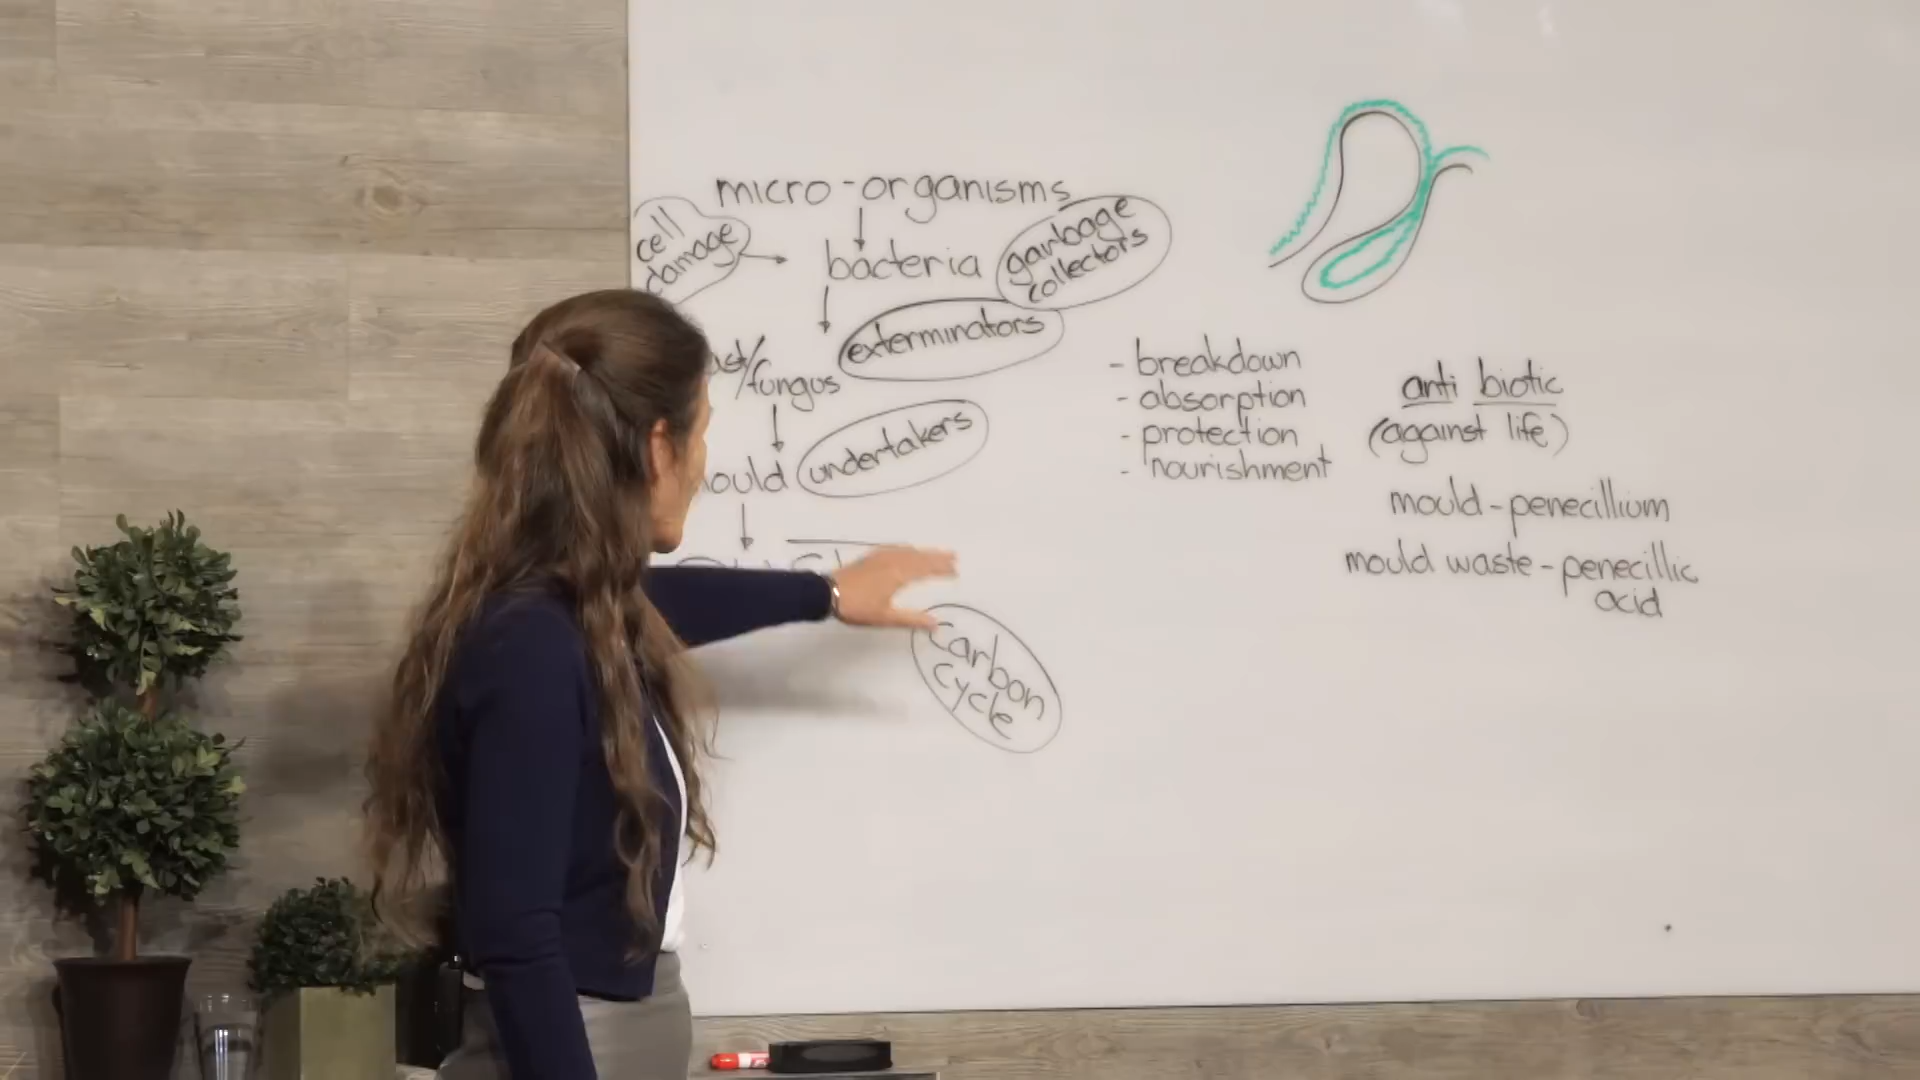 micro-organisms
cell
damage
bacteria
garbage
collectors
exterminators
fungus
undertakers
carbon
cycle
- breakdown
- absorption
- protection
- nourishment
anti biotic
(against life)
mould - penecillium
mould waste - penecillic
acid